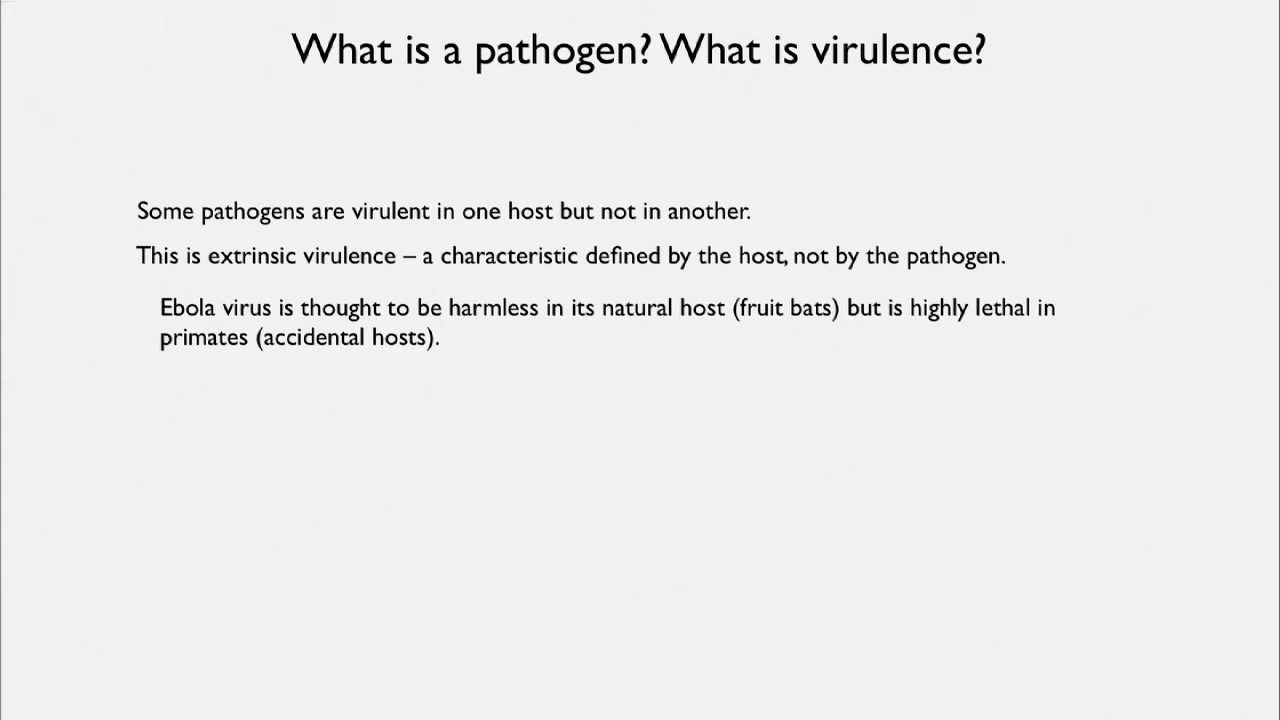 What is a pathogen? What is virulence?
Some pathogens are virulent in one host but not in another.
This is extrinsic virulence – a characteristic defined by the host, not by the pathogen.
Ebola virus is thought to be harmless in its natural host (fruit bats) but is highly lethal in
primates (accidental hosts).